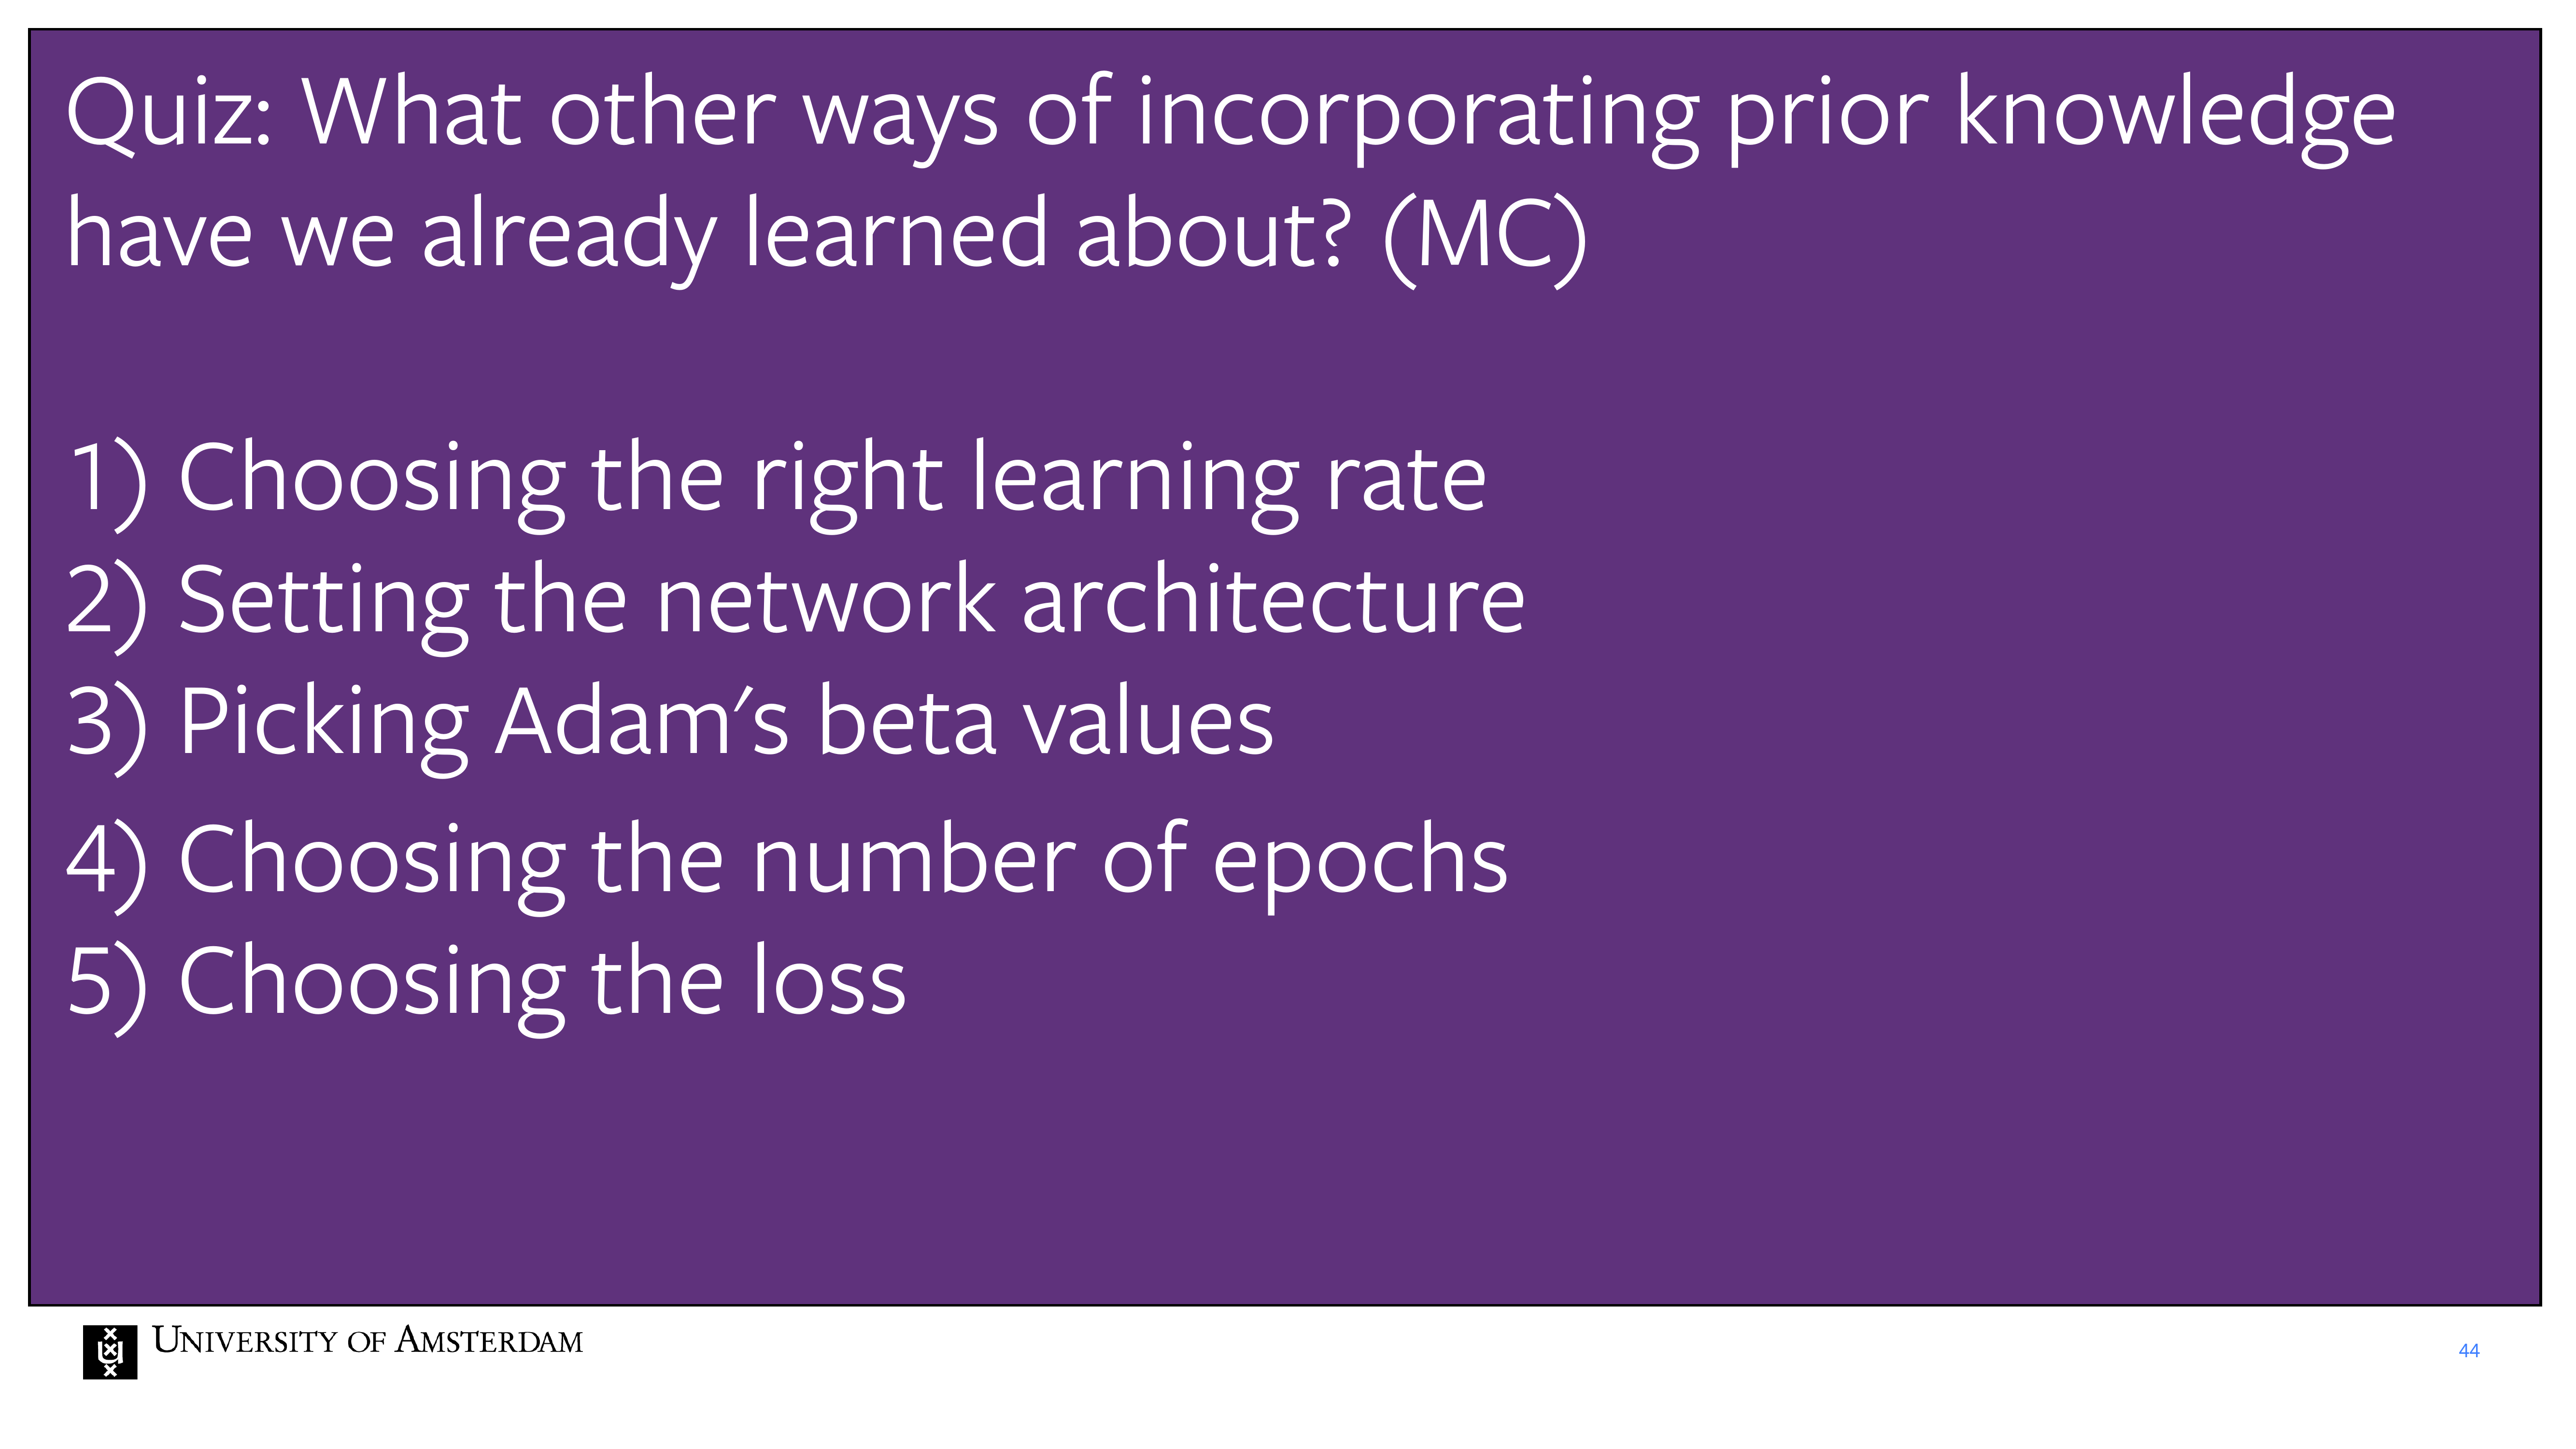 Quiz: What other ways of incorporating prior knowledge
have we already learned about? (MC)
1) Choosing the right learning rate
2) Setting the network architecture
3) Picking Adam's beta values
4) Choosing the number of epochs
5) Choosing the loss
UNIVERSITY OF AMSTERDAM
44